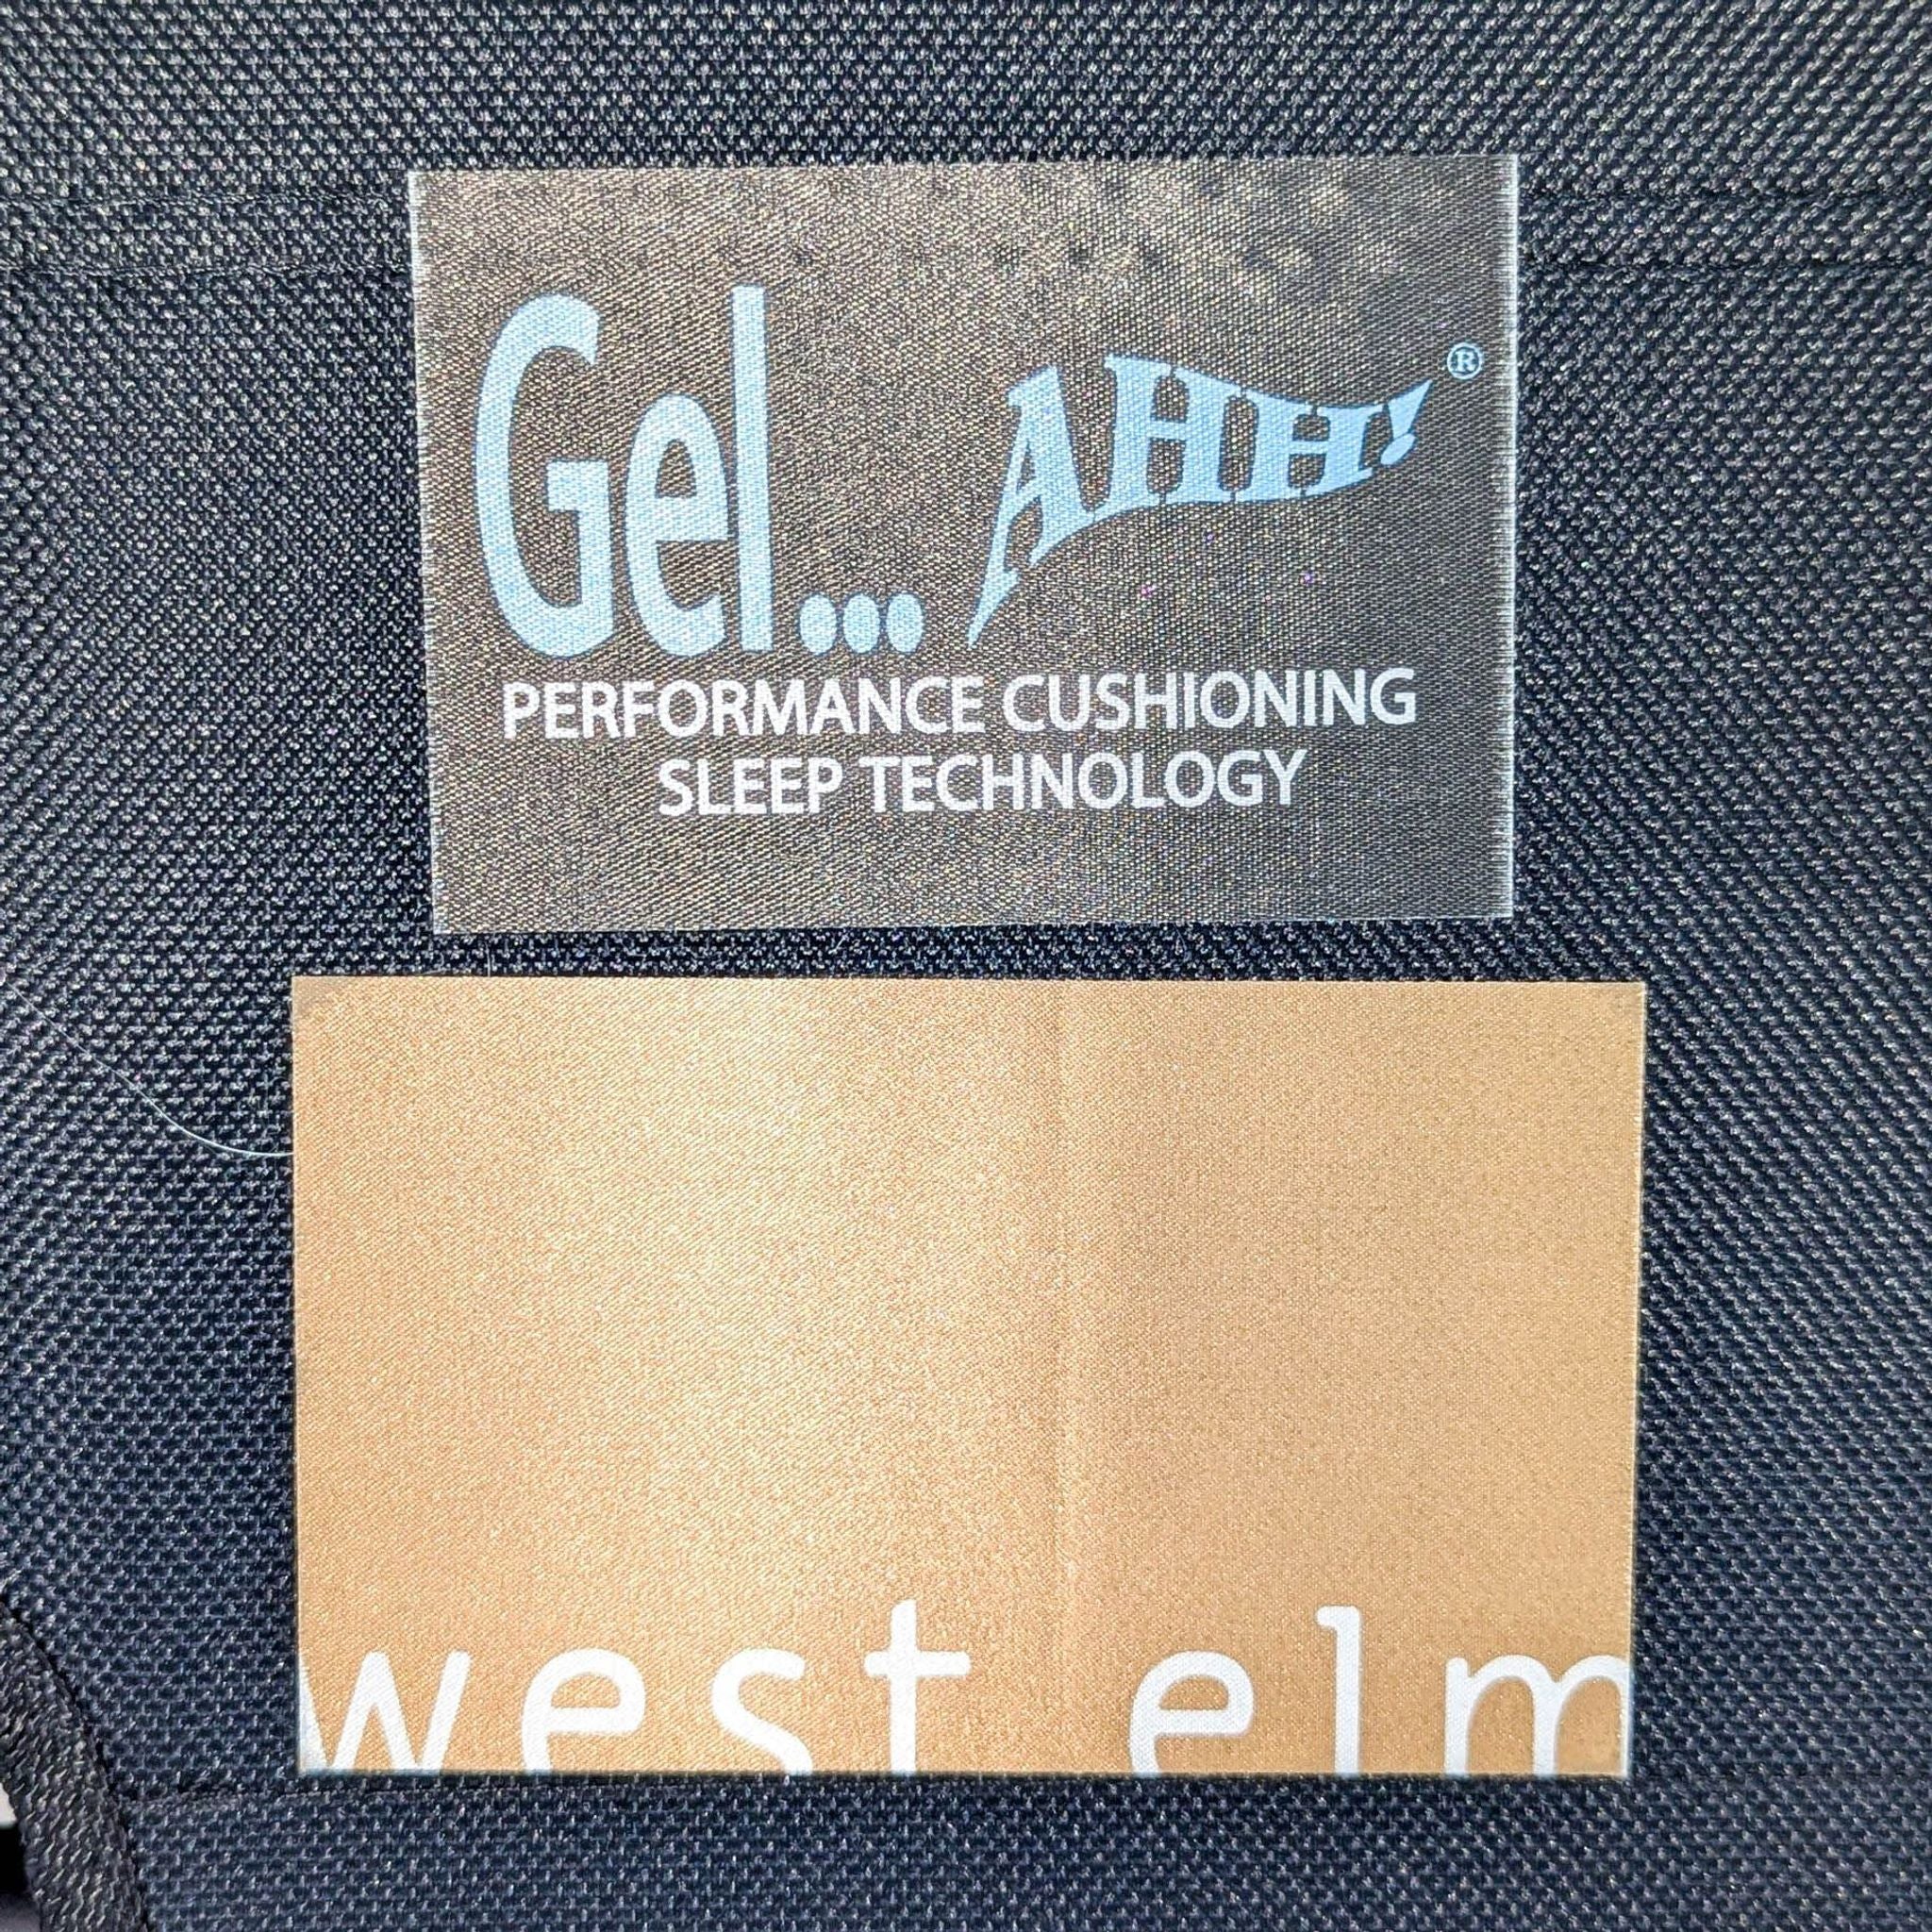 Gel... AHH!®
PERFORMANCE CUSHIONING
SLEEP TECHNOLOGY
west elm